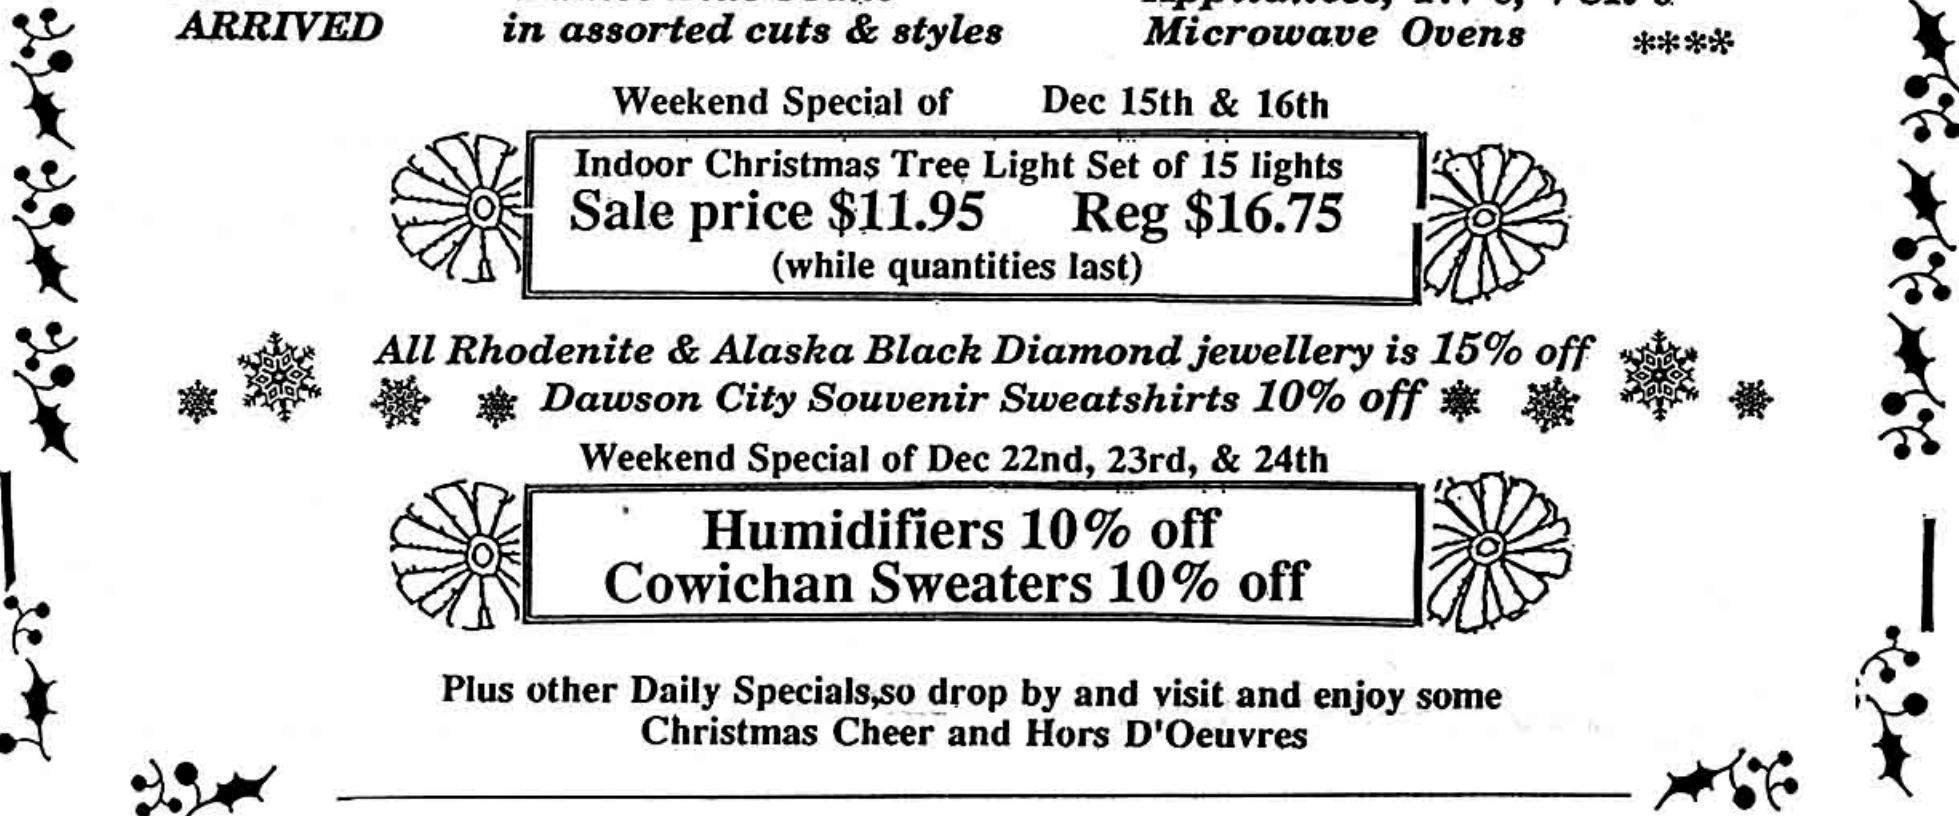 ARRIVED
in assorted cuts & styles
Microwave Ovens
****
Weekend Special of Dec 15th & 16th
Indoor Christmas Tree Light Set of 15 lights
Sale price $11.95 Reg $16.75
(while quantities last)
All Rhodenite & Alaska Black Diamond jewellery is 15% off
Dawson City Souvenir Sweatshirts 10% off
Weekend Special of Dec 22nd, 23rd, & 24th
Humidifiers 10% off
Cowichan Sweaters 10% off
Plus other Daily Specials,so drop by and visit and enjoy some
Christmas Cheer and Hors D'Oeuvres